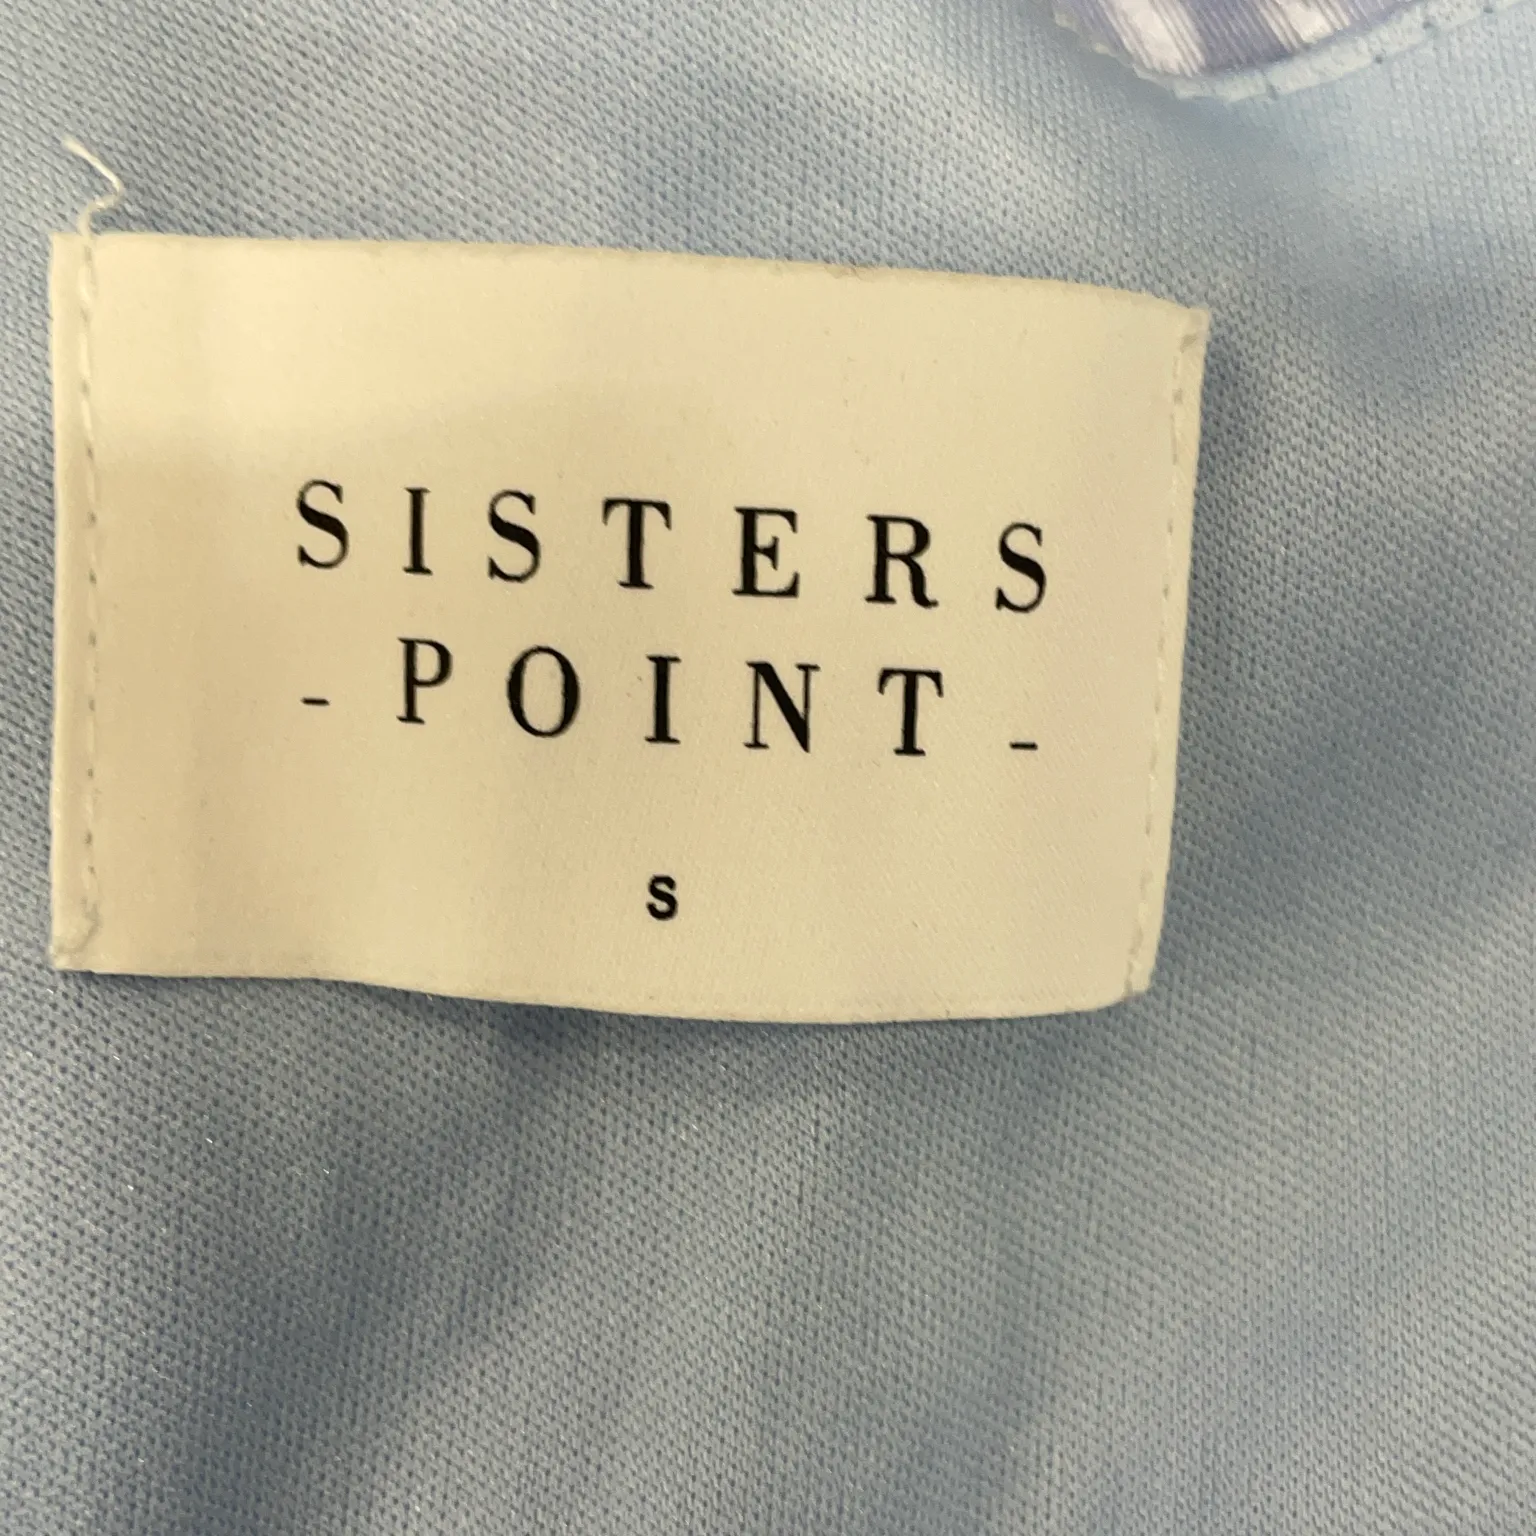 SISTERS
- POINT -
S